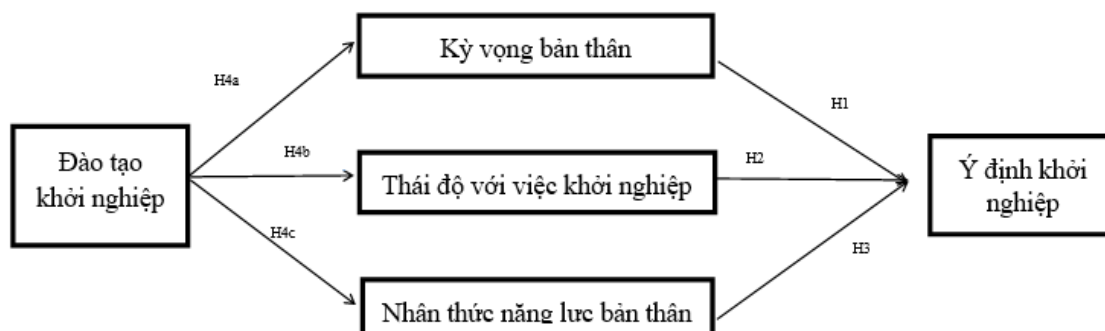 Kỳ vọng bản thân
H4a
H1
Đào tạo
khởi nghiệp
H4b
Thái độ với việc khởi nghiệp
H2
Ý định khởi
nghiệp
H4c
H3
Nhân thức năng lực bản thân